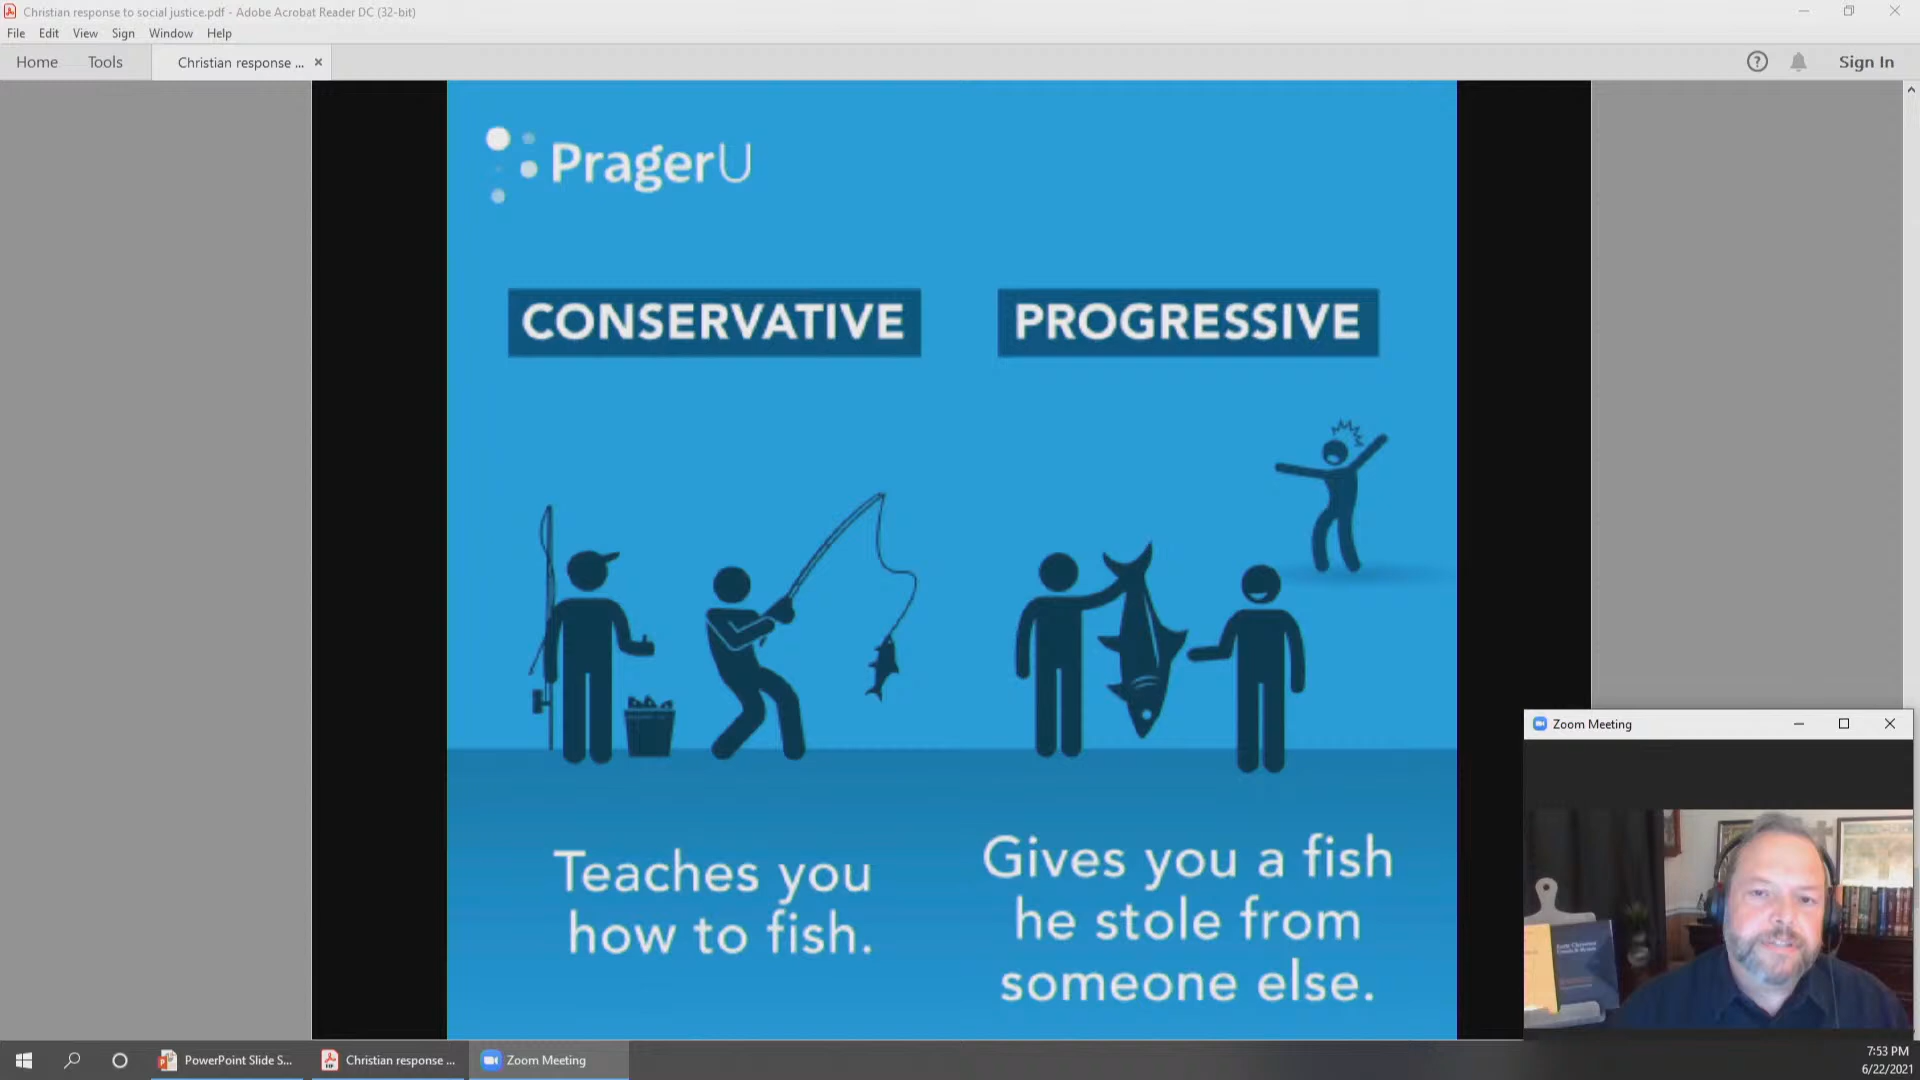 Christian response to social justice.pdf - Adobe Acrobat Reader DC (32-bit)
File Edit View Sign Window Help
Home Tools Christian response ... Sign In
PragerU
CONSERVATIVE PROGRESSIVE
Teaches you
how to fish.
Gives you a fish
he stole from
someone else.
Zoom Meeting
PowerPoint Slide S... Christian response ... Zoom Meeting
7:53 PM
6/22/2021